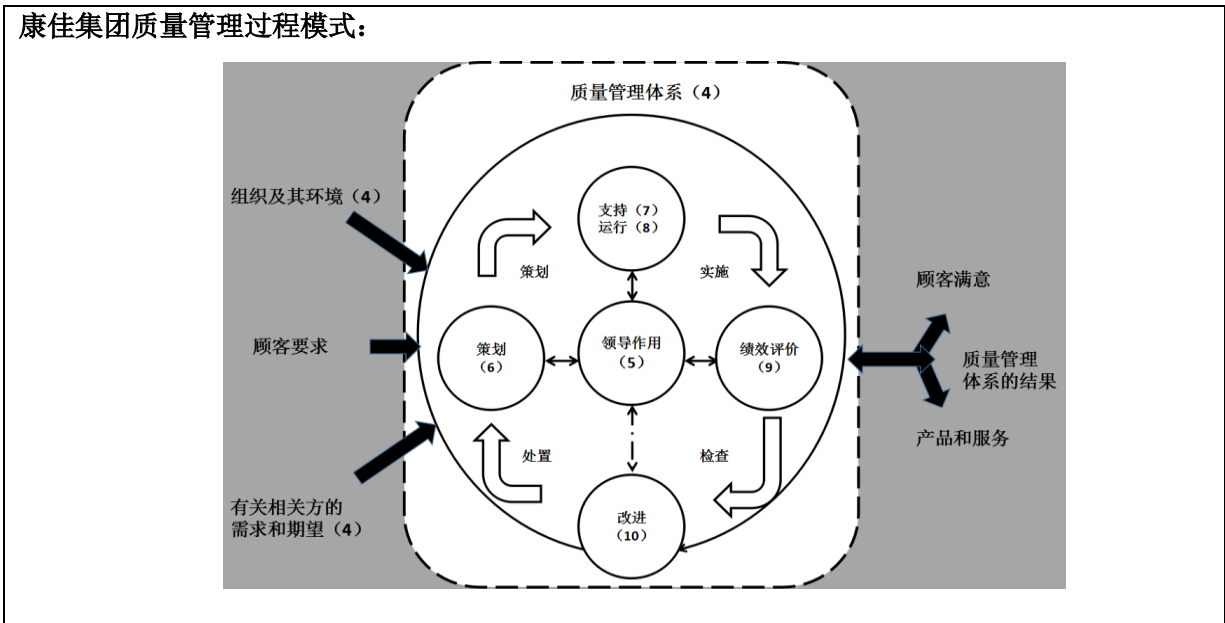 康佳集团质量管理过程模式：
质量管理体系（4）
组织及其环境（4）
支持（7）
运行（8）
策划
实施
顾客满意
顾客要求
策划
（6）
领导作用
（5）
绩效评价
（9）
质量管理
体系的结果
处置
检查
产品和服务
有关相关方的
需求和期望（4）
改进
（10）